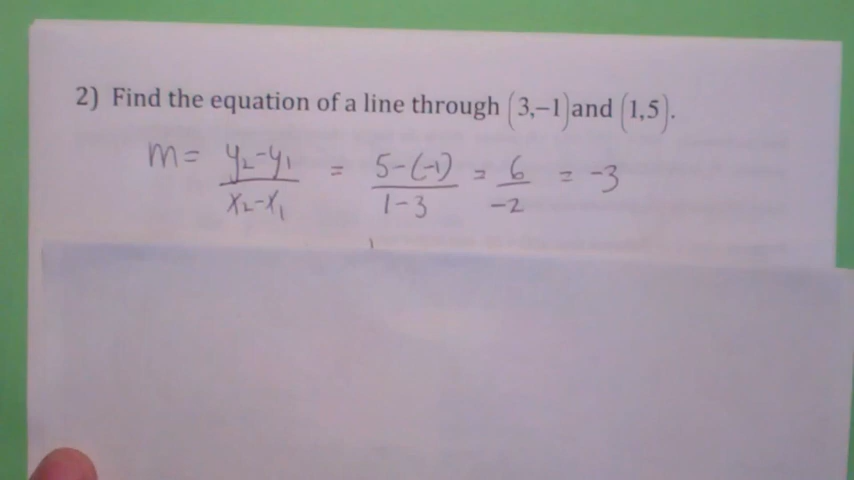 2) Find the equation of a line through (3,−1) and (1,5).
m = y₂-y₁ / x₂-x₁ = 5-(-1) / 1-3 = 6 / -2 = -3